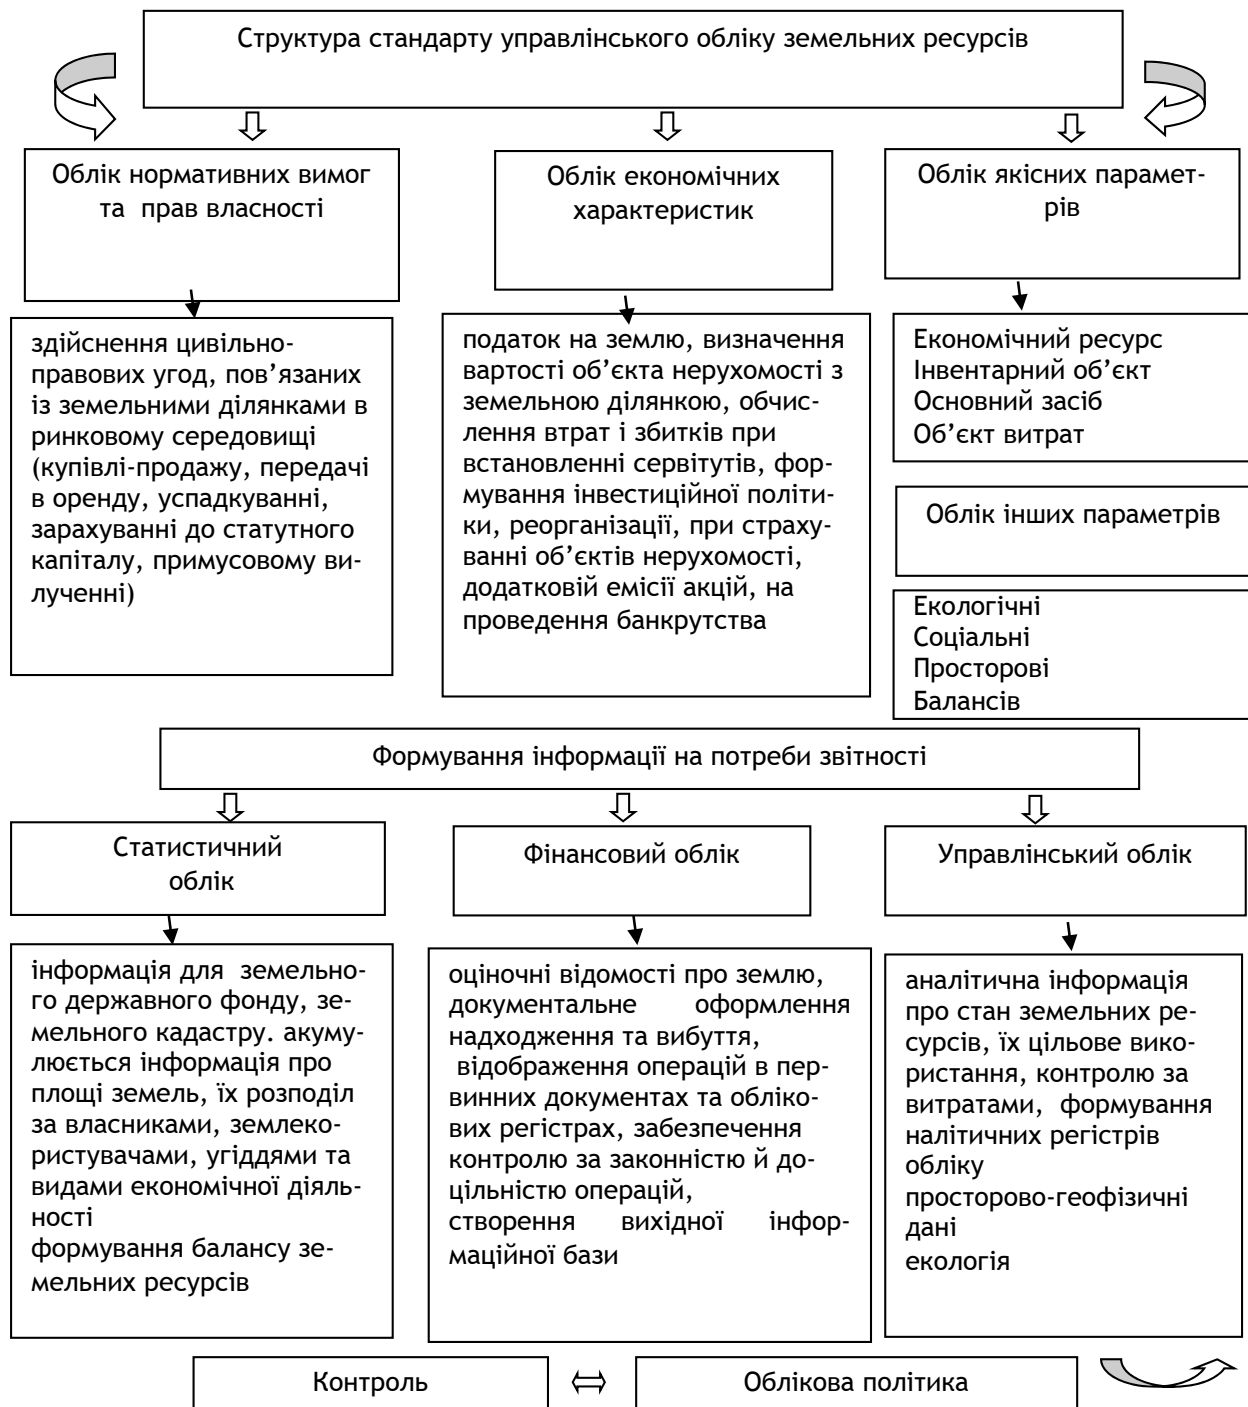 Структура стандарту управлінського обліку земельних ресурсів
Облік нормативних вимог
та прав власності
Облік економічних
характеристик
Облік якісних парамет-
рів
здійснення цивільно-
правових угод, пов’язаних
із земельними ділянками в
ринковому середовищі
(купівлі-продажу, передачі
в оренду, успадкуванні,
зарахуванні до статутного
капіталу, примусовому ви-
лученні)
податок на землю, визначення
вартості об’єкта нерухомості з
земельною ділянкою, обчис-
лення втрат і збитків при
встановленні сервітутів, фор-
мування інвестиційної політи-
ки, реорганізації, при страху-
ванні об’єктів нерухомості,
додатковій емісії акцій, на
проведення банкрутства
Економічний ресурс
Інвентарний об’єкт
Основний засіб
Об’єкт витрат
Облік інших параметрів
Екологічні
Соціальні
Просторові
Балансів
Формування інформації на потреби звітності
Статистичний
облік
Фінансовий облік
Управлінський облік
інформація для земельно-
го державного фонду, зе-
мельного кадастру. акуму-
люється інформація про
площі земель, їх розподіл
за власниками, землеко-
ристувачами, угіддями та
видами економічної діяль-
ності
формування балансу зе-
мельних ресурсів
оціночні відомості про землю,
документальне оформлення
надходження та вибуття,
відображення операцій в пер-
винних документах та обліко-
вих регістрах, забезпечення
контролю за законністю й до-
цільністю операцій,
створення вихідної інфор-
маційної бази
аналітична інформація
про стан земельних ре-
сурсів, їх цільове вико-
ристання, контролю за
витратами, формування
налітичних регістрів
обліку
просторово-геофізичні
дані
екологія
Контроль
Облікова політика